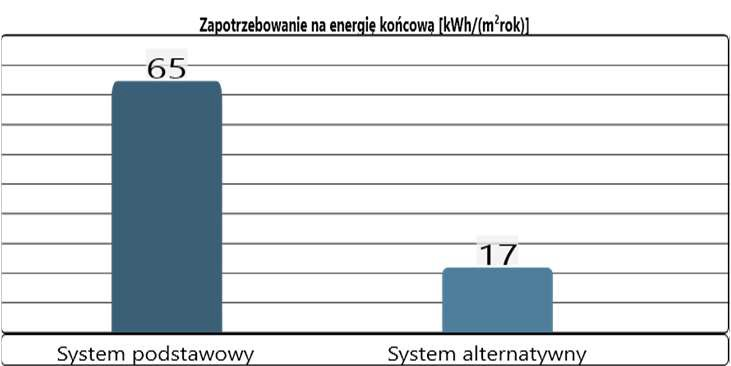 Zapotrzebowanie na energię końcową [kWh/(m²rok)]
65
17
System podstawowy
System alternatywny